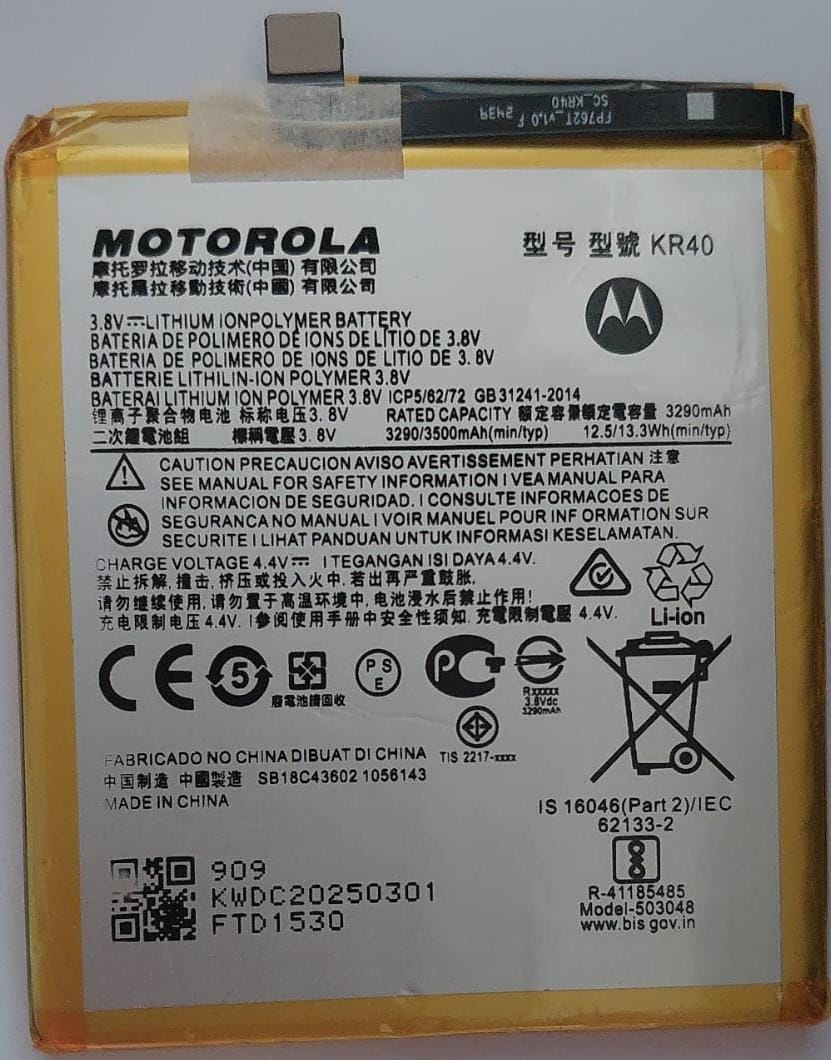 FP762T_v1.0 F 2439
SC_KR40
MOTOROLA
摩托罗拉移动技术(中国) 有限公司
摩托羅拉移動技術(中國) 有限公司
型号 型號 KR40
3.8V⎓LITHIUM IONPOLYMER BATTERY
BATERIA DE POLIMERO DE IONS DE LÍTIO DE 3.8V
BATERIA DE POLIMERO DE IONS DE LITIO DE 3. 8V
BATTERIE LITHILIN-ION POLYMER 3.8V
BATERAI LITHIUM ION POLYMER 3.8V ICP5/62/72 GB 31241-2014
锂离子聚合物电池 标称电压3. 8V RATED CAPACITY 额定容量額定電容量 3290mAh
二次鋰電池組 標稱電壓 3. 8V 3290/3500mAh(min/typ) 12.5/13.3Wh(min/typ)
CAUTION PRECAUCION AVISO AVERTISSEMENT PERHATIAN 注意
SEE MANUAL FOR SAFETY INFORMATION I VEA MANUAL PARA
INFORMACION DE SEGURIDAD. I CONSULTE INFORMACOES DE
SEGURANCA NO MANUAL I VOIR MANUEL POUR INF ORMATION SUR
SECURITE I LIHAT PANDUAN UNTUK INFORMASI KESELAMATAN.
CHARGE VOLTAGE 4.4V⎓ I TEGANGAN ISI DAYA 4.4V.
禁止拆解, 撞击, 挤压或投入火中, 若出再严重鼓胀,
请勿继续使用, 请勿置于高温环境中, 电池浸水后禁止作用!
充电限制电压 4.4V. I参阅使用手册中安全性须知. 充電限制電壓 4.4V.
Li-ion
CE
5
廢電池請回收
PS
E
PC
Rxxxxx
3.8Vdc
3290mAh
TIS 2217-xxxx
FABRICADO NO CHINA DIBUAT DI CHINA
中国制造 中國製造 SB18C43602 1056143
MADE IN CHINA
IS 16046(Part 2)/IEC
62133-2
R-41185485
Model-503048
www.bis gov.in
909
KWDC20250301
FTD1530